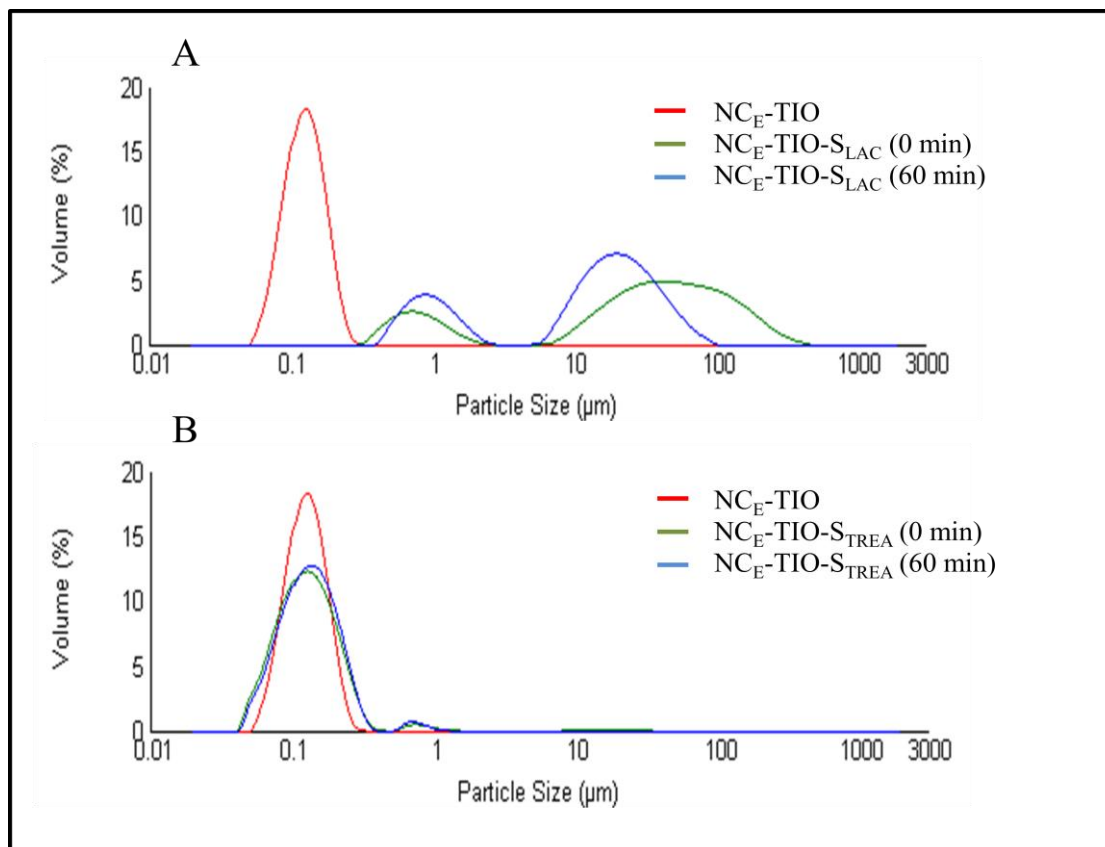 A
Volume (%)
20
15
10
5
0
0.01 0.1 1 10 100 1000 3000
Particle Size (µm)
NCE-TIO
NCE-TIO-SLAC (0 min)
NCE-TIO-SLAC (60 min)
B
Volume (%)
20
15
10
5
0
0.01 0.1 1 10 100 1000 3000
Particle Size (µm)
NCE-TIO
NCE-TIO-STREA (0 min)
NCE-TIO-STREA (60 min)